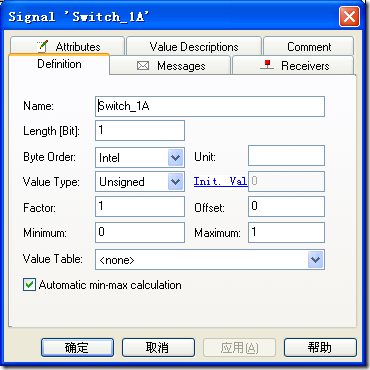 Signal 'Switch_1A'
Attributes Value Descriptions Comment
Definition Messages Receivers
Name: Switch_1A
Length [Bit]: 1
Byte Order: Intel Unit:
Value Type: Unsigned Init. Val 0
Factor: 1 Offset: 0
Minimum: 0 Maximum: 1
Value Table: <none>
Automatic min-max calculation
确定 取消 应用(A) 帮助